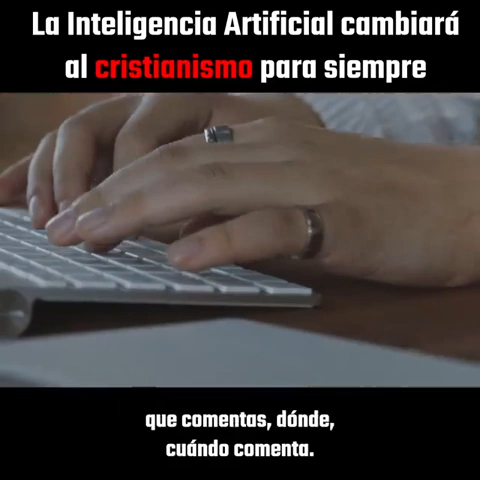 La Inteligencia Artificial cambiará
al cristianismo para siempre
que comentas, dónde,
cuándo comenta.